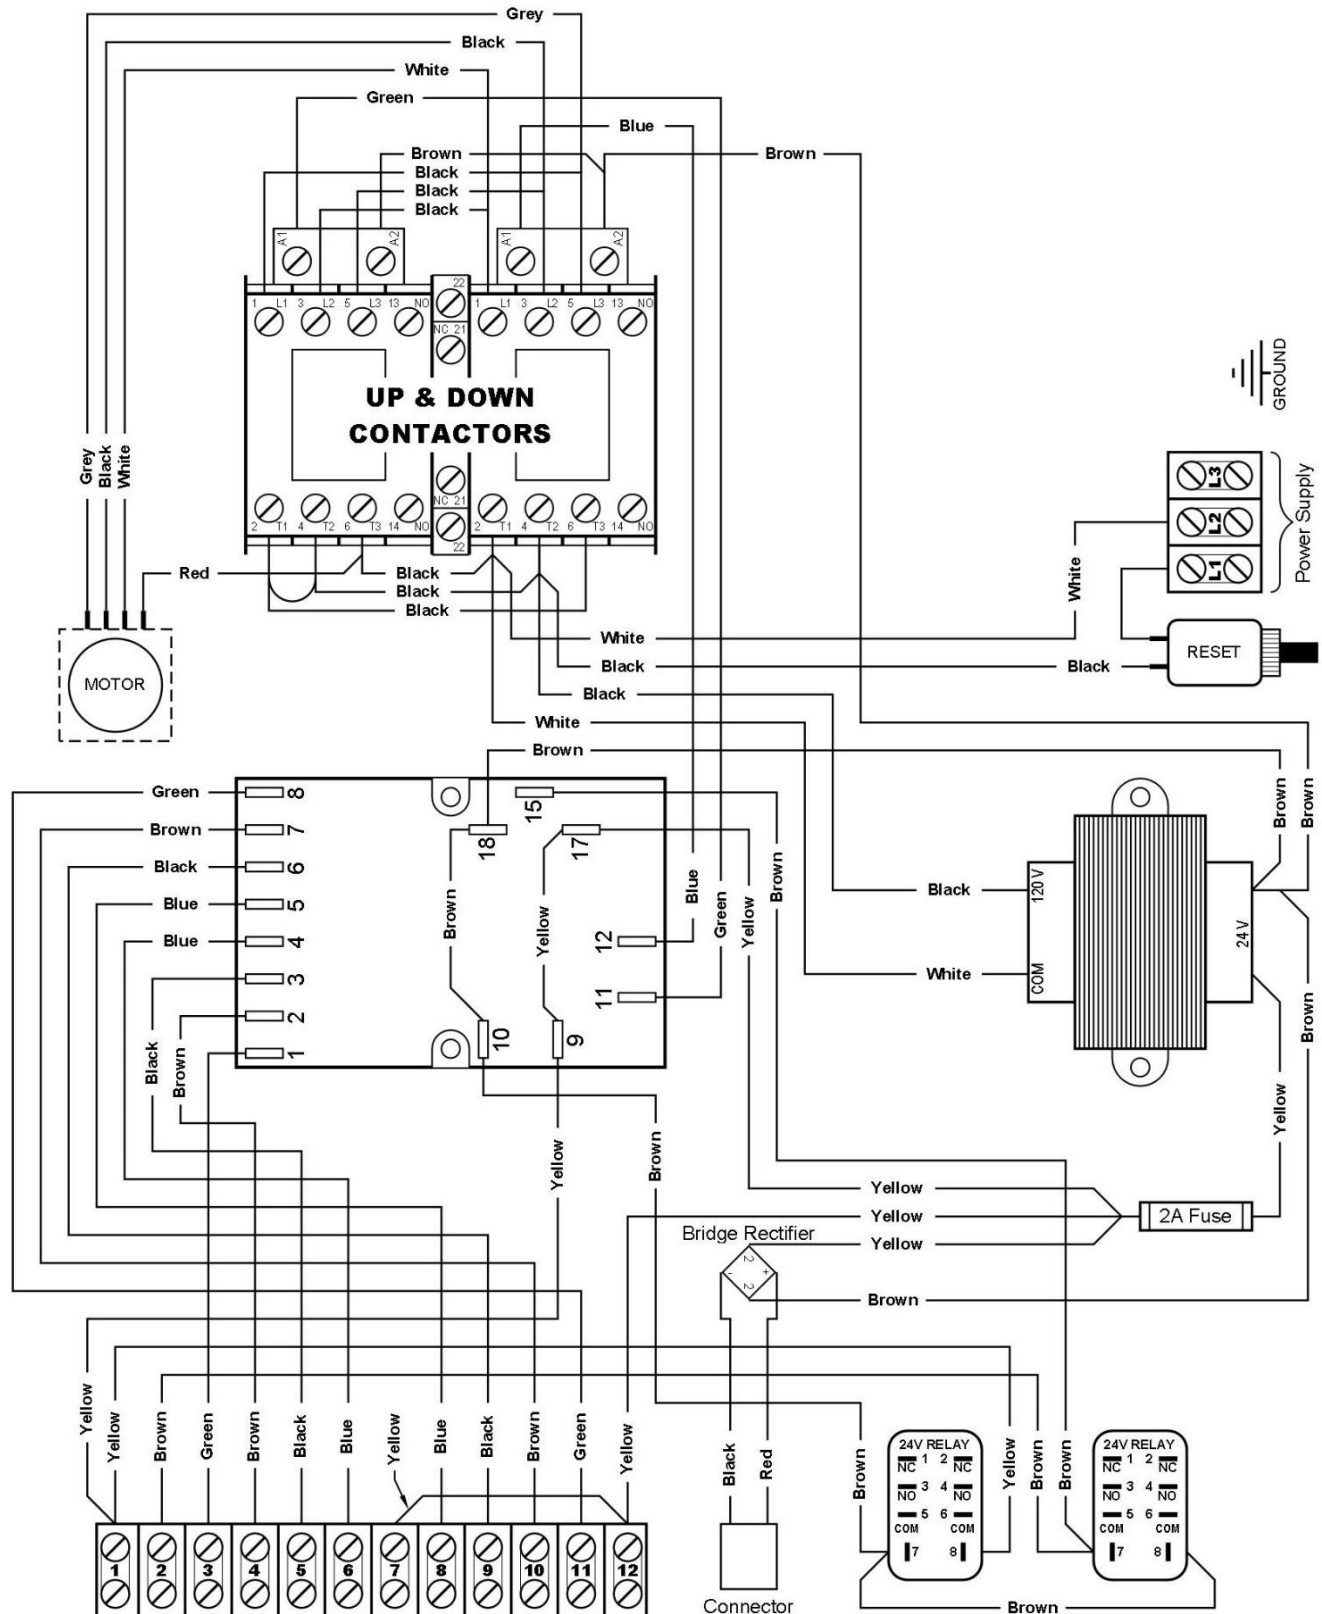 Grey
Black
White
Green
Blue
Brown
Brown
Black
Black
Black
A1
A2
A1
A2
1 L1 3 L2 5 L3 13 NO
22
NC 21
1 L1 3 L2 5 L3 13 NO
UP & DOWN
CONTACTORS
GROUND
Grey
Black
White
L3
L2
L1
Power Supply
2 T1 4 T2 6 T3 14 NO
NC 21
22
2 T1 4 T2 6 T3 14 NO
Red
Black
Black
Black
White
White
RESET
Black
Black
MOTOR
Black
White
Brown
Green
Brown
Black
Blue
Blue
8
7
6
5
4
3
2
1
15
18
17
12
11
10
9
Brown
Yellow
Blue
Green
Yellow
Brown
Brown
Brown
Black
120 V
White
COM
24 V
Brown
Yellow
Black
Brown
Yellow
Brown
Yellow
Yellow
Yellow
2A Fuse
Bridge Rectifier
2
- +
2
Brown
Yellow
Yellow
Brown
Green
Brown
Black
Blue
Yellow
Blue
Black
Brown
Green
Yellow
Black
Red
Brown
Yellow
Brown
Brown
24V RELAY
1 2
NC NC
3 4
NO NO
5 6
COM COM
7 8
24V RELAY
1 2
NC NC
3 4
NO NO
5 6
COM COM
7 8
1 2 3 4 5 6 7 8 9 10 11 12
Connector
Brown